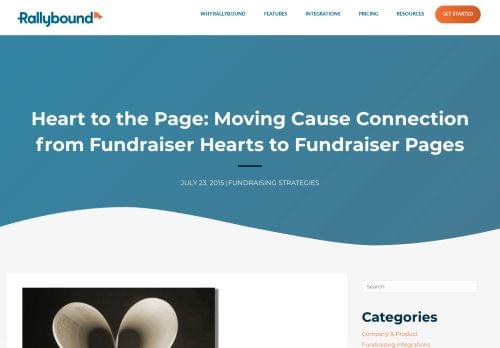 Rallybound
WHY RALLYBOUND
FEATURES
INTEGRATIONS
PRICING
RESOURCES
GET STARTED
Heart to the Page: Moving Cause Connection
from Fundraiser Hearts to Fundraiser Pages
JULY 23, 2015 | FUNDRAISING STRATEGIES
Search
Categories
Company & Product
Fundraising Integrations